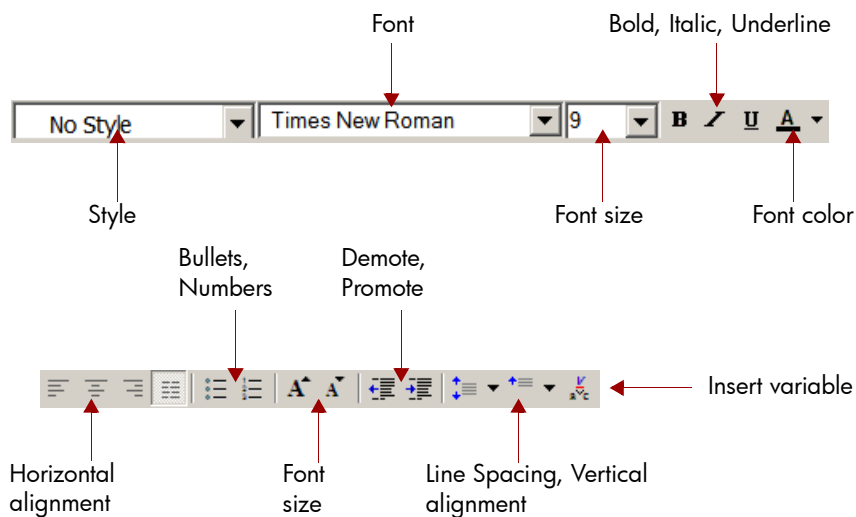 Font
Bold, Italic, Underline
No Style
Times New Roman
9
B I U A
Style
Font size
Font color
Bullets,
Numbers
Demote,
Promote
A A
Insert variable
Horizontal
alignment
Font
size
Line Spacing, Vertical
alignment